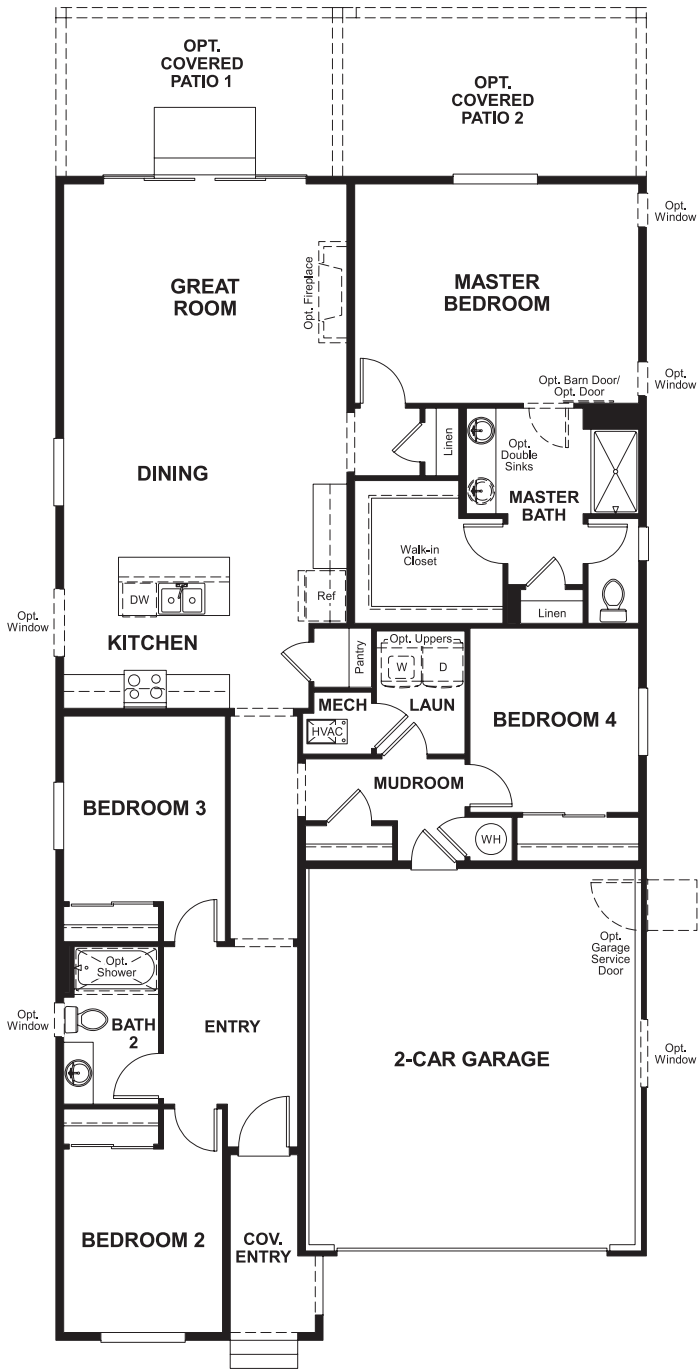 OPT.
COVERED
PATIO 1
OPT.
COVERED
PATIO 2
Opt.
Window
GREAT
ROOM
Opt. Fireplace
MASTER
BEDROOM
Opt. Barn Door/
Opt. Door
Opt.
Window
Linen
Opt.
Double
Sinks
DINING
MASTER
BATH
Walk-in
Closet
DW
Ref
Linen
Opt.
Window
KITCHEN
Pantry
Opt. Uppers
W
D
MECH
LAUN
HVAC
BEDROOM 4
BEDROOM 3
MUDROOM
WH
Opt.
Garage
Service
Door
Opt.
Shower
Opt.
Window
BATH
2
ENTRY
2-CAR GARAGE
Opt.
Window
BEDROOM 2
COV.
ENTRY